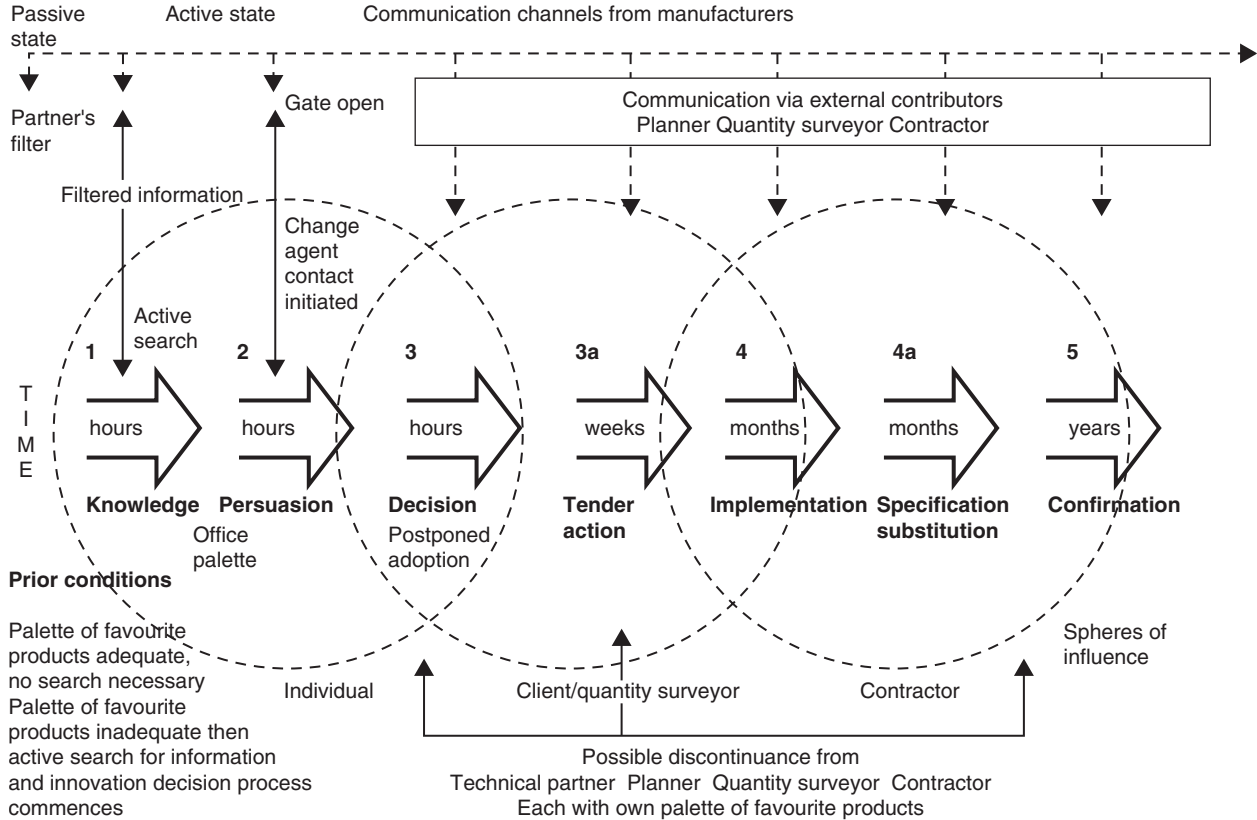 Passive state
Active state
Communication channels from manufacturers
Partner's filter
Gate open
Communication via external contributors
Planner Quantity surveyor Contractor
Filtered information
Change
agent
contact
initiated
Active
search
TIME
1
2
3
3a
4
4a
5
hours
hours
hours
weeks
months
months
years
Knowledge
Persuasion
Decision
Tender
action
Implementation
Specification
substitution
Confirmation
Office
palette
Postponed
adoption
Prior conditions
Palette of favourite
products adequate,
no search necessary
Palette of favourite
products inadequate then
active search for information
and innovation decision process
commences
Individual
Client/quantity surveyor
Contractor
Spheres of
influence
Possible discontinuance from
Technical partner Planner Quantity surveyor Contractor
Each with own palette of favourite products